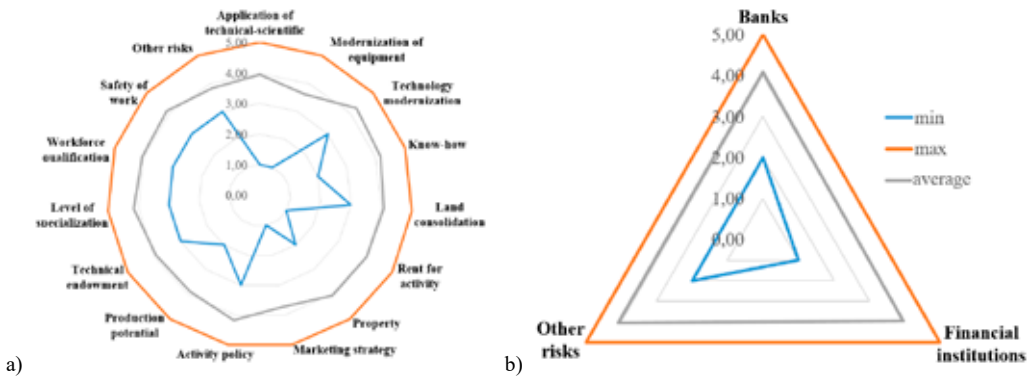 Application of
technical-scientific
Modernization of
equipment
Technology
modernization
Know-how
Land
consolidation
Rent for
activity
Property
Marketing strategy
Activity policy
Production
potential
Technical
endowment
Level of
specialization
Workforce
qualification
Safety of
work
Other risks
5,00
4,00
3,00
2,00
1,00
0,00
a)
Banks
5,00
4,00
3,00
2,00
1,00
0,00
Financial
institutions
Other
risks
min
max
average
b)